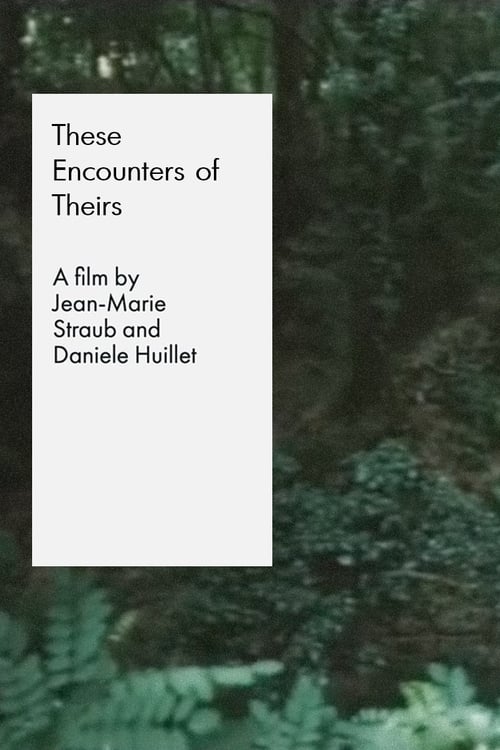 These
Encounters of
Theirs
A film by
Jean-Marie
Straub and
Daniele Huillet